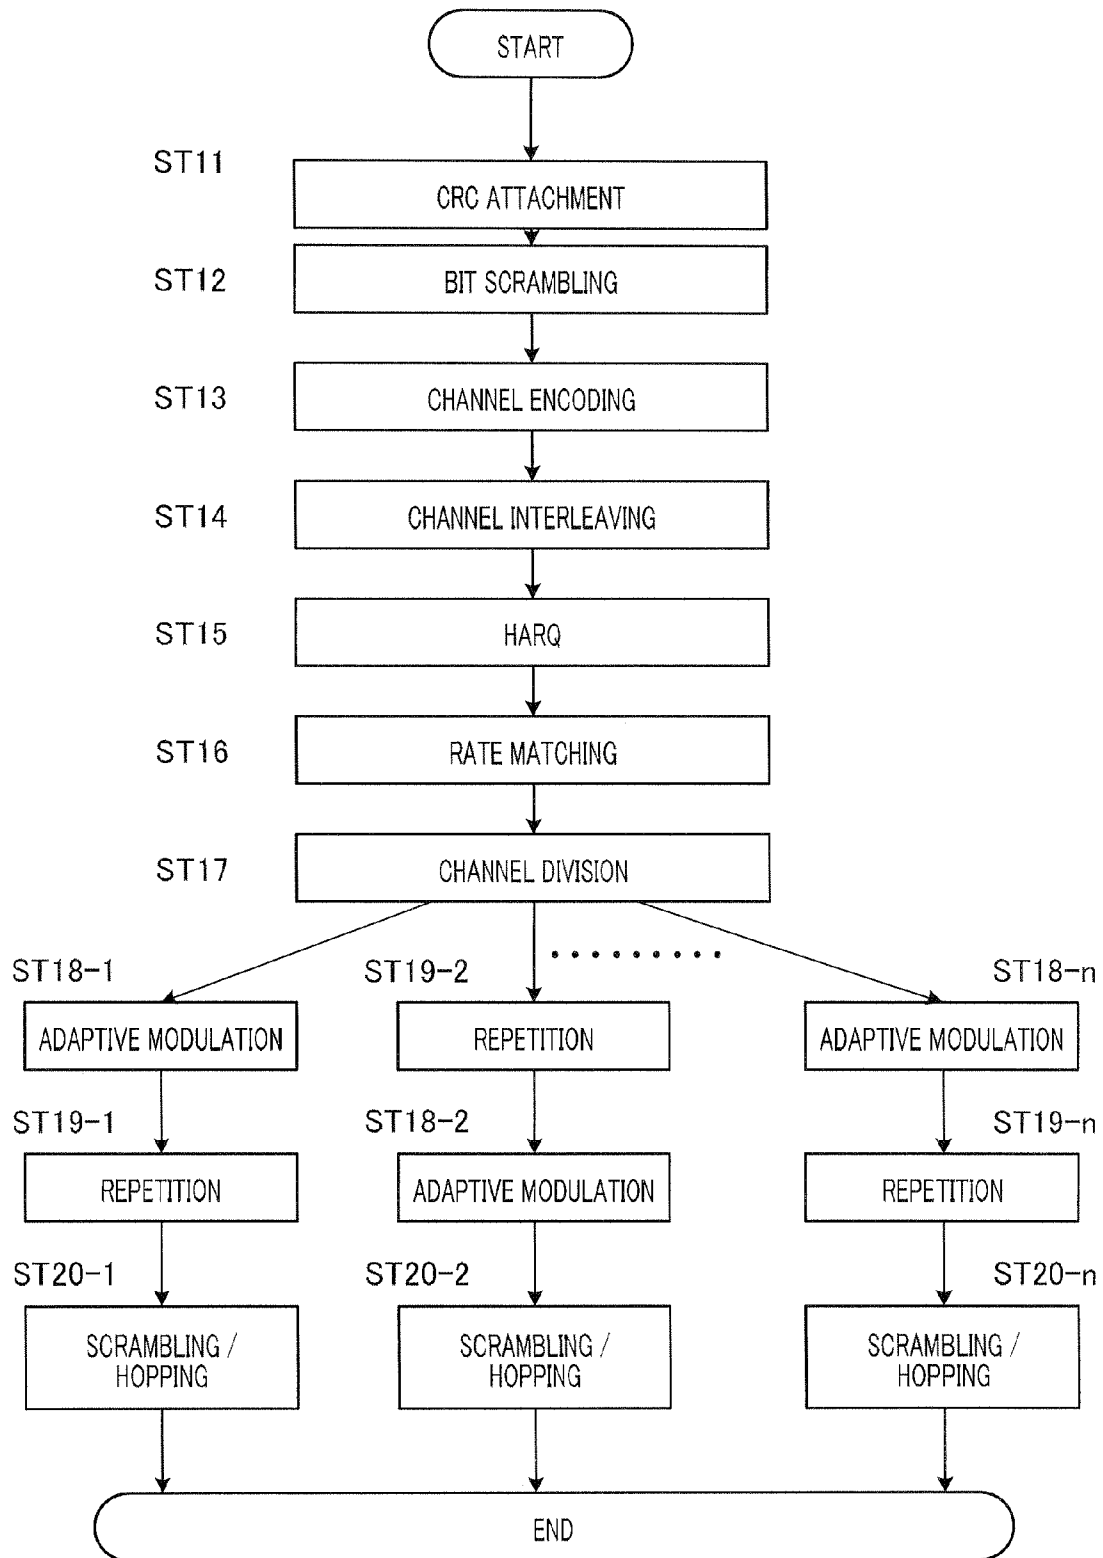 START
ST11
CRC ATTACHMENT
ST12
BIT SCRAMBLING
ST13
CHANNEL ENCODING
ST14
CHANNEL INTERLEAVING
ST15
HARQ
ST16
RATE MATCHING
ST17
CHANNEL DIVISION
ST18-1
ST19-2
ST18-n
ADAPTIVE MODULATION
REPETITION
ADAPTIVE MODULATION
ST19-1
ST18-2
ST19-n
REPETITION
ADAPTIVE MODULATION
REPETITION
ST20-1
ST20-2
ST20-n
SCRAMBLING /
HOPPING
SCRAMBLING /
HOPPING
SCRAMBLING /
HOPPING
END